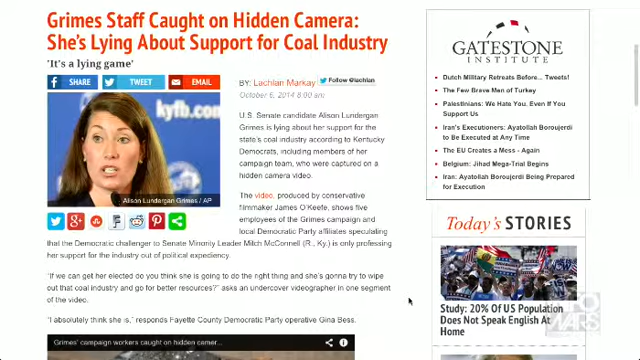 Grimes Staff Caught on Hidden Camera:
She's Lying About Support for Coal Industry
'It's a lying game'
SHARE
TWEET
EMAIL
kyfb.com
Alison Lundergan Grimes / AP
BY: Lachlan Markay Follow @lachlan
October 6, 2014 8:00 am
U.S. Senate candidate Alison Lundergan
Grimes is lying about her support for the
state's coal industry according to Kentucky
Democrats, including members of her
campaign team, who were captured on a
hidden camera video.
The video, produced by conservative
filmmaker James O'Keefe, shows five
employees of the Grimes campaign and
local Democratic Party affiliates speculating
that the Democratic challenger to Senate Minority Leader Mitch McConnell (R., Ky.) is only professing
her support for the industry out of political expediency.
"If we can get her elected do you think she is going to do the right thing and she's gonna try to wipe
out that coal industry and go for better resources?" asks an undercover videographer in one segment
of the video.
"I absolutely think she is," responds Fayette County Democratic Party operative Gina Bess.
Grimes' campaign workers caught on hidden camer...
GATESTONE
INSTITUTE
Dutch Military Retreats Before... Tweets!
The Few Brave Men of Turkey
Palestinians: We Hate You, Even If You
Support Us
Iran's Executioners: Ayatollah Boroujerdi
to Be Executed at Any Time
The EU Creates a Mess - Again
Belgium: Jihad Mega-Trial Begins
Iran: Ayatollah Boroujerdi Being Prepared
for Execution
Today's STORIES
Study: 20% Of US Population
Does Not Speak English At
Home